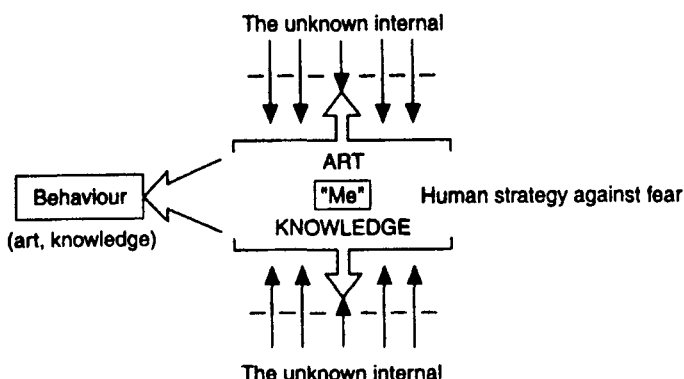 The unknown internal
ART
Behaviour
"Me"
Human strategy against fear
(art, knowledge)
KNOWLEDGE
The unknown internal